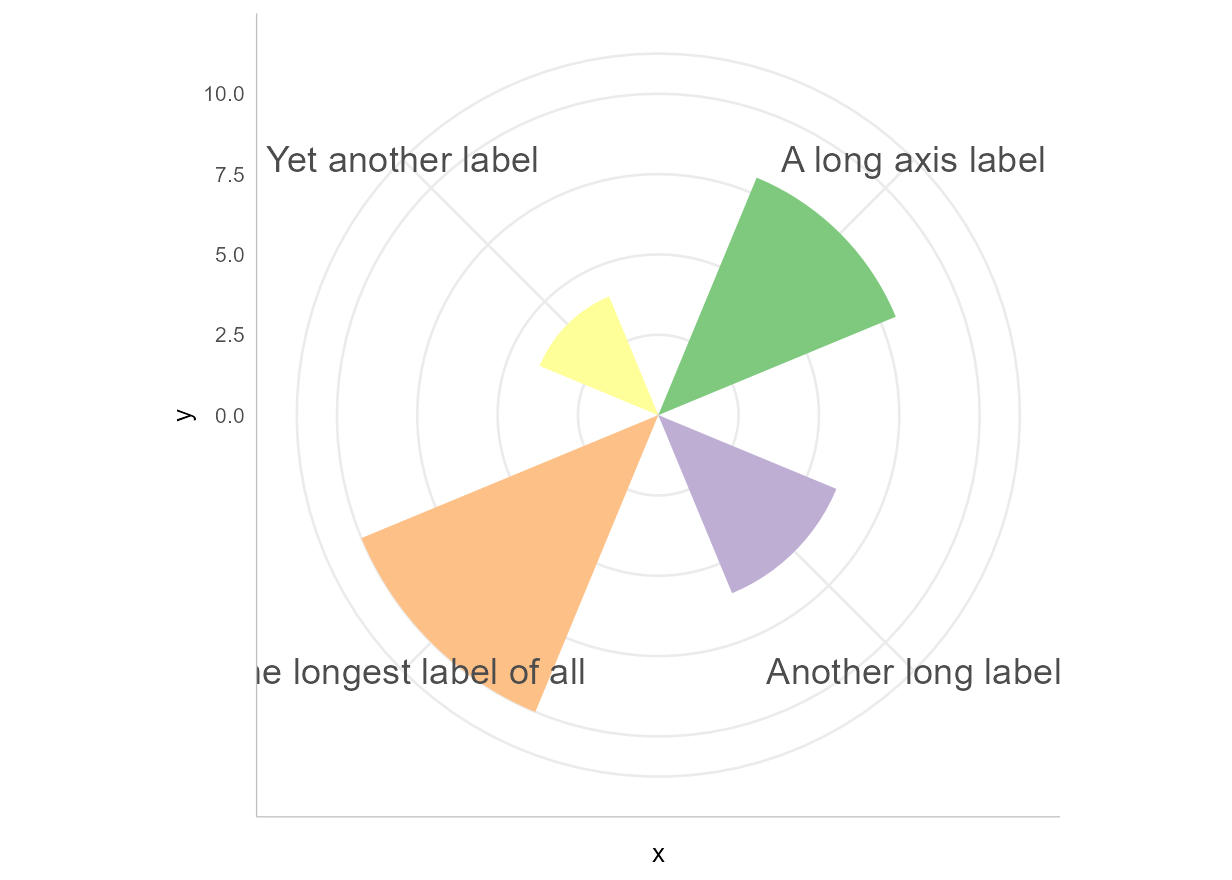 10.0
Yet another label
A long axis label
7.5
5.0
2.5
y
0.0
longest label of all
Another long label
x